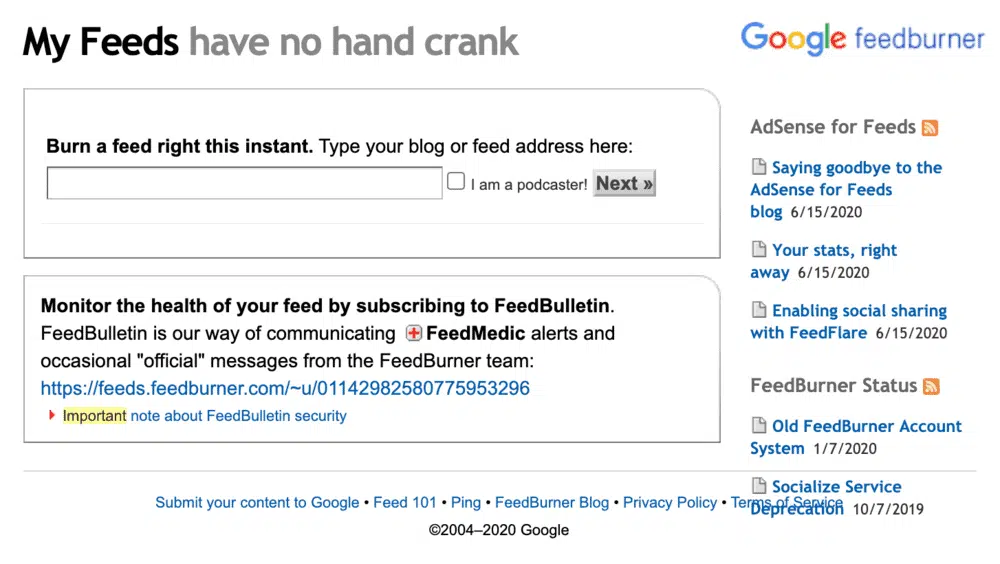 My Feeds have no hand crank
Google feedburner
Burn a feed right this instant. Type your blog or feed address here:
I am a podcaster! Next »
Monitor the health of your feed by subscribing to FeedBulletin.
FeedBulletin is our way of communicating FeedMedic alerts and
occasional "official" messages from the FeedBurner team:
https://feeds.feedburner.com/~u/01142982580775953296
Important note about FeedBulletin security
AdSense for Feeds
Saying goodbye to the
AdSense for Feeds
blog 6/15/2020
Your stats, right
away 6/15/2020
Enabling social sharing
with FeedFlare 6/15/2020
FeedBurner Status
Old FeedBurner Account
System 1/7/2020
Socialize Service
Deprecation 10/7/2019
Submit your content to Google • Feed 101 • Ping • FeedBurner Blog • Privacy Policy • Terms of Service
©2004–2020 Google